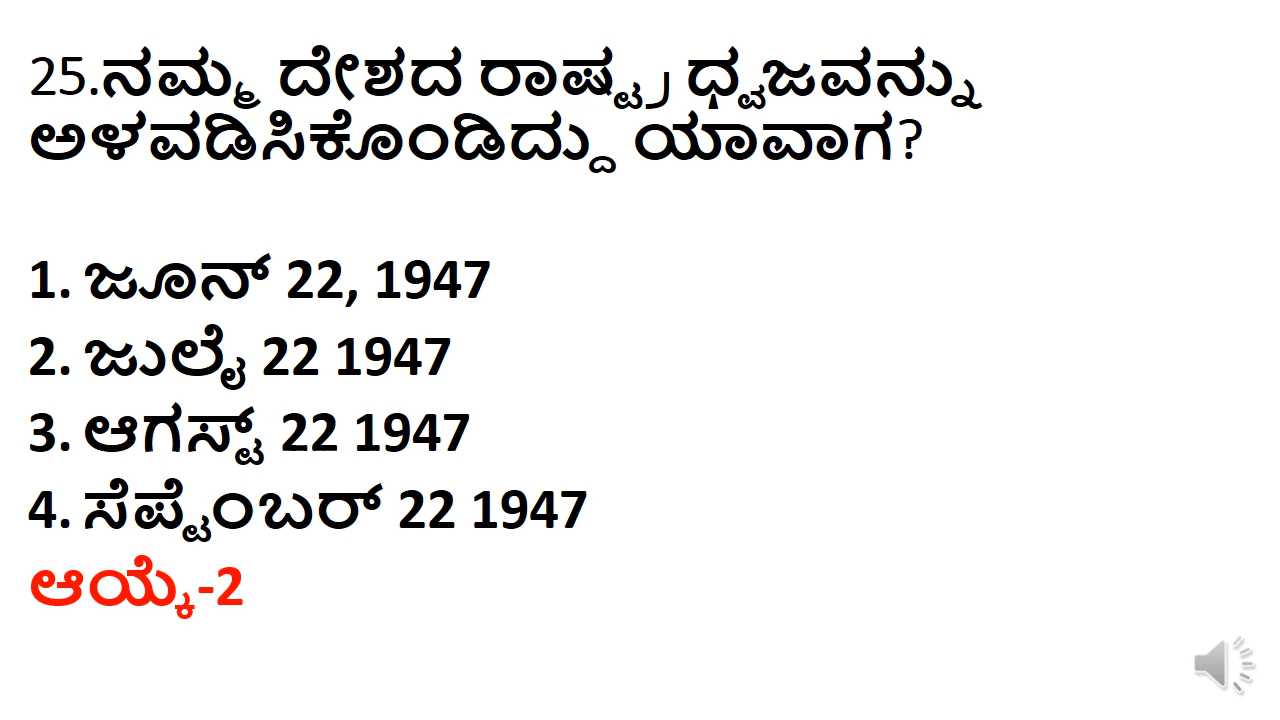 25.ನಮ್ಮ ದೇಶದ ರಾಷ್ಟ್ರ ಧ್ವಜವನ್ನು
ಅಳವಡಿಸಿಕೊಂಡಿದ್ದು ಯಾವಾಗ?
1. ಜೂನ್ 22, 1947
2. ಜುಲೈ 22 1947
3. ಆಗಸ್ಟ್ 22 1947
4. ಸೆಪ್ಟೆಂಬರ್ 22 1947
ಆಯ್ಕೆ-2